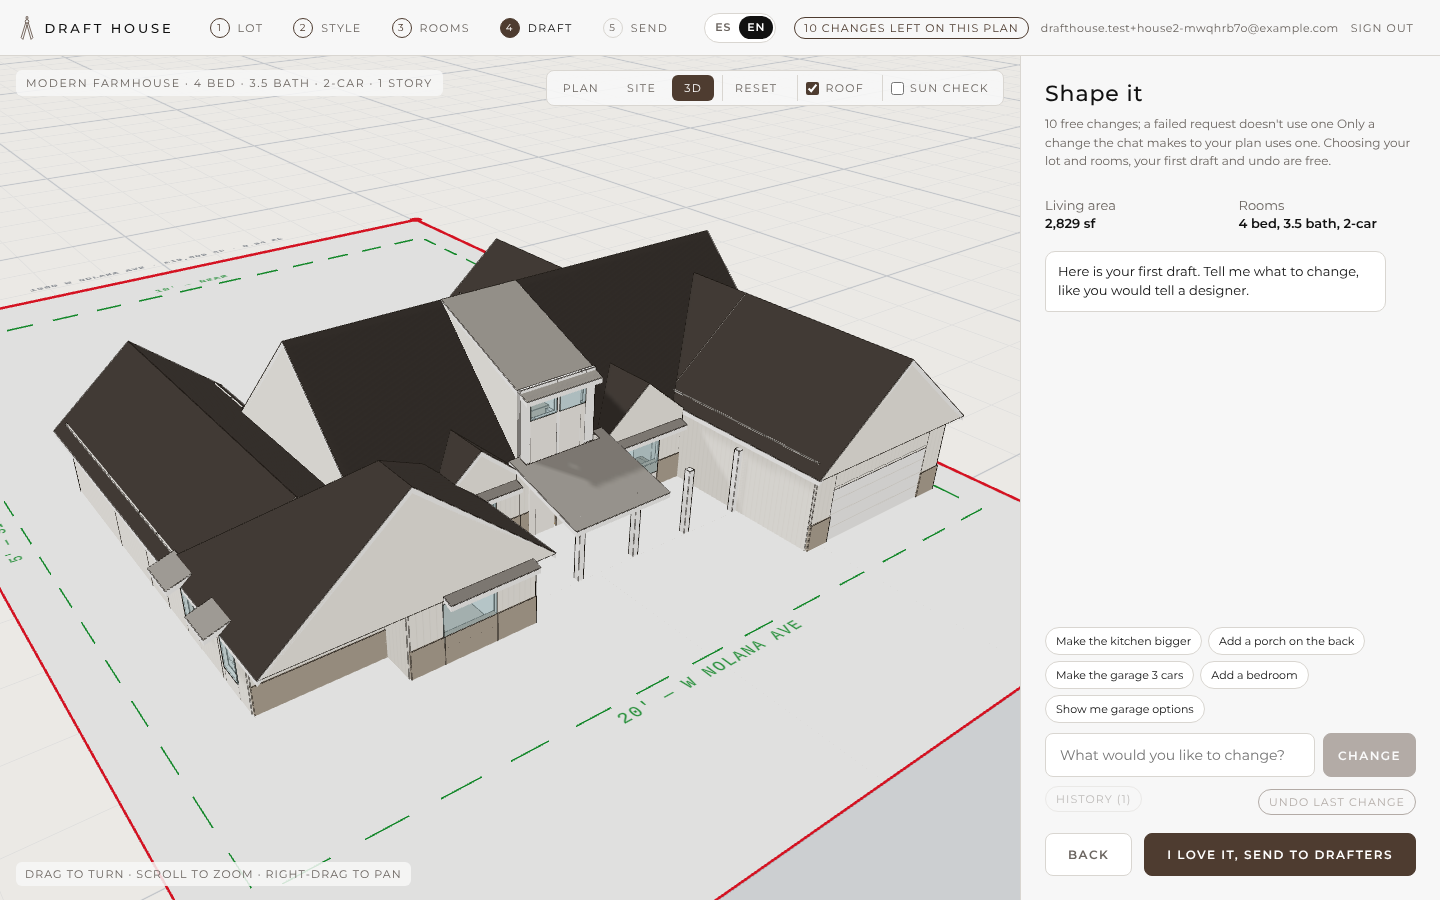 DRAFT HOUSE
1 LOT
2 STYLE
3 ROOMS
4 DRAFT
5 SEND
ES EN
10 CHANGES LEFT ON THIS PLAN
drafthouse.test+house2-mwqhrb7o@example.com
SIGN OUT
MODERN FARMHOUSE · 4 BED · 3.5 BATH · 2-CAR · 1 STORY
PLAN SITE 3D RESET ROOF SUN CHECK
20' — W NOLANA AVE
DRAG TO TURN · SCROLL TO ZOOM · RIGHT-DRAG TO PAN
Shape it
10 free changes; a failed request doesn't use one Only a
change the chat makes to your plan uses one. Choosing your
lot and rooms, your first draft and undo are free.
Living area
2,829 sf
Rooms
4 bed, 3.5 bath, 2-car
Here is your first draft. Tell me what to change,
like you would tell a designer.
Make the kitchen bigger
Add a porch on the back
Make the garage 3 cars
Add a bedroom
Show me garage options
What would you like to change?
CHANGE
HISTORY (1)
UNDO LAST CHANGE
BACK
I LOVE IT, SEND TO DRAFTERS